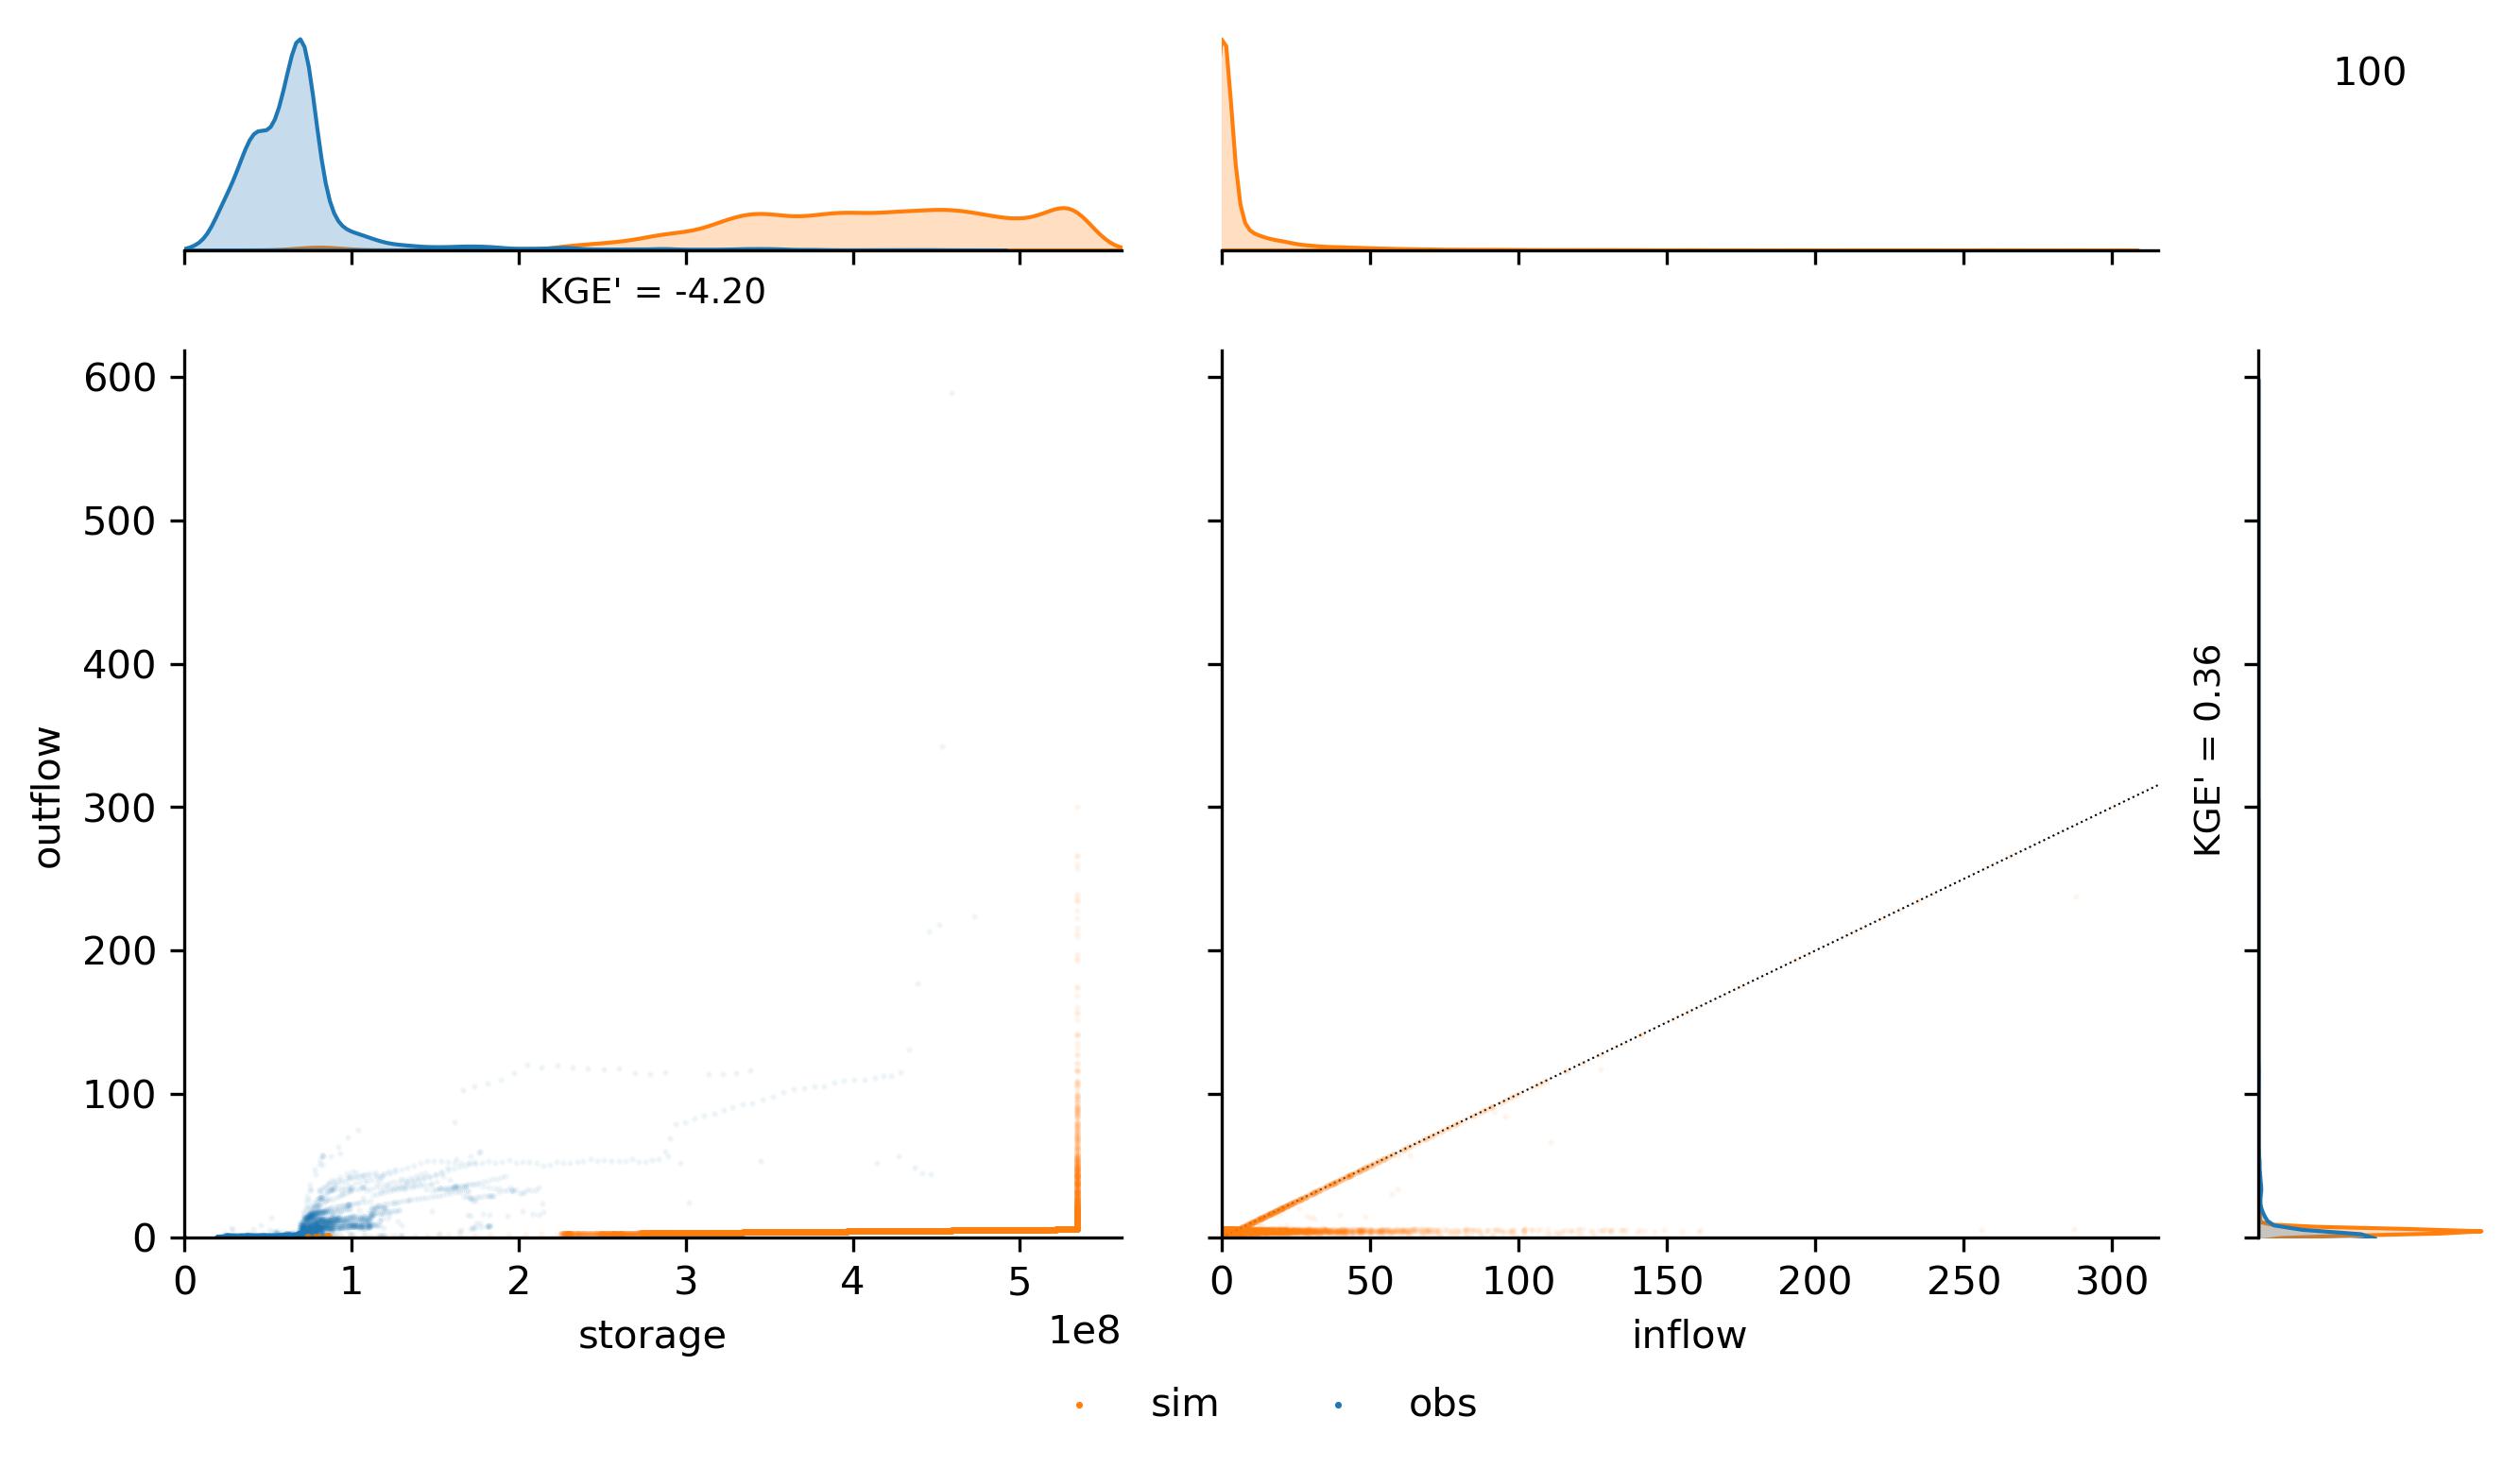 100
KGE' = -4.20
600
500
400
300
200
100
0
outflow
KGE' = 0.36
0 1 2 3 4 5
1e8
storage
0 50 100 150 200 250 300
inflow
sim obs